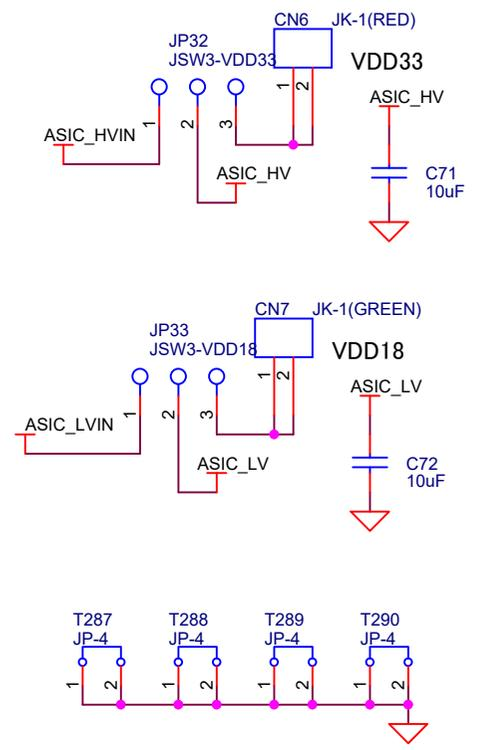 CN6 JK-1(RED)
JP32
JSW3-VDD33
VDD33
1 2
ASIC_HV
1 2 3
ASIC_HVIN
ASIC_HV
C71
10uF
CN7 JK-1(GREEN)
JP33
JSW3-VDD18
VDD18
1 2
ASIC_LV
1 2 3
ASIC_LVIN
ASIC_LV
C72
10uF
T287 T288 T289 T290
JP-4 JP-4 JP-4 JP-4
1 2 1 2 1 2 1 2